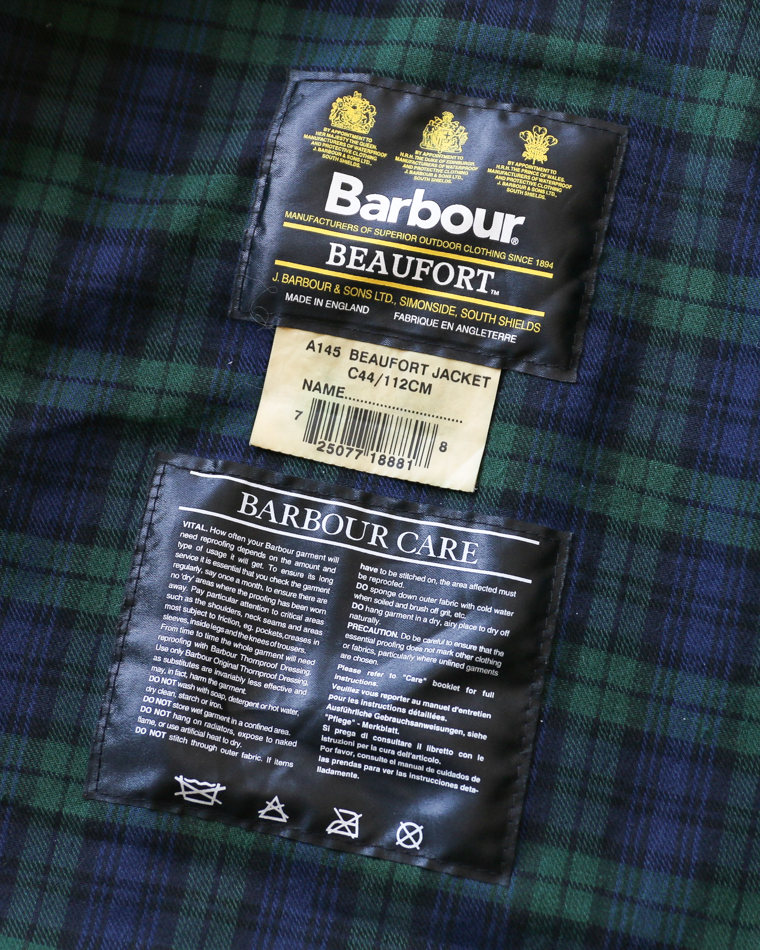 BY APPOINTMENT TO
HER MAJESTY THE QUEEN.
MANUFACTURERS OF WATERPROOF
AND PROTECTIVE CLOTHING
J. BARBOUR & SONS LTD.,
SOUTH SHIELDS.
BY APPOINTMENT TO
H.R.H. THE DUKE OF EDINBURGH.
MANUFACTURERS OF WATERPROOF
AND PROTECTIVE CLOTHING
J. BARBOUR & SONS LTD.,
SOUTH SHIELDS.
BY APPOINTMENT TO
H.R.H. THE PRINCE OF WALES.
MANUFACTURERS OF WATERPROOF
AND PROTECTIVE CLOTHING
J. BARBOUR & SONS LTD.,
SOUTH SHIELDS.
Barbour®
MANUFACTURERS OF SUPERIOR OUTDOOR CLOTHING SINCE 1894
BEAUFORT™
J. BARBOUR & SONS LTD., SIMONSIDE, SOUTH SHIELDS
MADE IN ENGLAND FABRIQUE EN ANGLETERRE
A145 BEAUFORT JACKET
C44/112CM
NAME..............................
7 25077 18881 8
BARBOUR CARE
VITAL. How often your Barbour garment will
need reproofing depends on the amount and
type of usage it will get. To ensure its long
service it is essential that you check the garment
regularly, say once a month, to ensure there are
no 'dry' areas where the proofing has been worn
away. Pay particular attention to critical areas
such as the shoulders, neck seams and areas
most subject to friction, eg. pockets, creases in
sleeves, inside legs and the knees of trousers.
From time to time the whole garment will need
reproofing with Barbour Thornproof Dressing.
Use only Barbour Original Thornproof Dressing
as substitutes are invariably less effective and
may, in fact, harm the garment.
DO NOT wash with soap, detergent or hot water,
dry clean, starch or iron.
DO NOT store wet garment in a confined area.
DO NOT hang on radiators, expose to naked
flame, or use artificial heat to dry.
DO NOT stitch through outer fabric. If items
have to be stitched on, the area affected must
be reproofed.
DO sponge down outer fabric with cold water
when soiled and brush off grit, etc.
DO hang garment in a dry, airy place to dry off
naturally.
PRECAUTION. Do be careful to ensure that the
essential proofing does not mark other clothing
or fabrics, particularly where unlined garments
are chosen.
Please refer to "Care" booklet for full
instructions.
Veuillez vous reporter au manuel d'entretien
pour les instructions détaillées.
Ausführliche Gebrauchsanweisungen, siehe
"Pflege" - Merkblatt.
Si prega di consultare il libretto con le
istruzioni per la cura dell'articolo.
Por favor, consulte el manual de cuidados de
las prendas para ver las instrucciones deta-
lladamente.